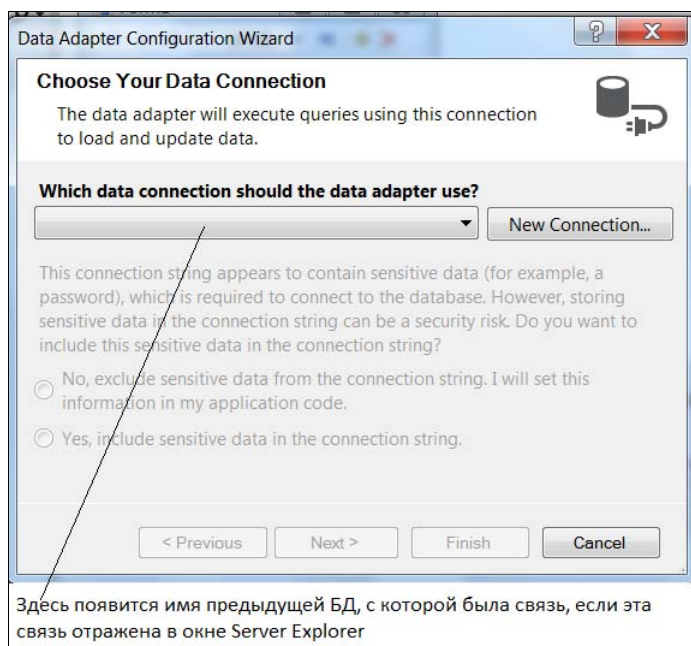 Data Adapter Configuration Wizard
Choose Your Data Connection
The data adapter will execute queries using this connection
to load and update data.
Which data connection should the data adapter use?
New Connection...
This connection string appears to contain sensitive data (for example, a
password), which is required to connect to the database. However, storing
sensitive data in the connection string can be a security risk. Do you want to
include this sensitive data in the connection string?
No, exclude sensitive data from the connection string. I will set this
information in my application code.
Yes, include sensitive data in the connection string.
< Previous Next > Finish Cancel
Здесь появится имя предыдущей БД, с которой была связь, если эта
связь отражена в окне Server Explorer